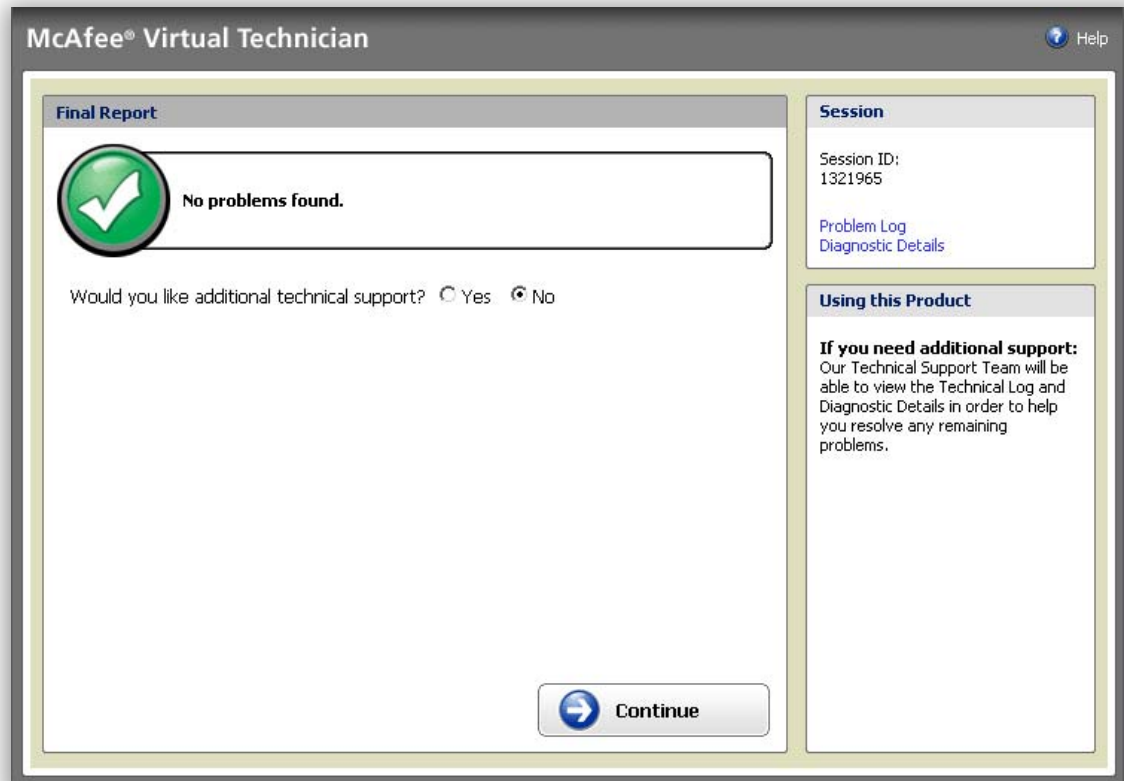 McAfee® Virtual Technician
Help
Final Report
No problems found.
Would you like additional technical support? Yes No
Continue
Session
Session ID:
1321965
Problem Log
Diagnostic Details
Using this Product
If you need additional support:
Our Technical Support Team will be
able to view the Technical Log and
Diagnostic Details in order to help
you resolve any remaining
problems.